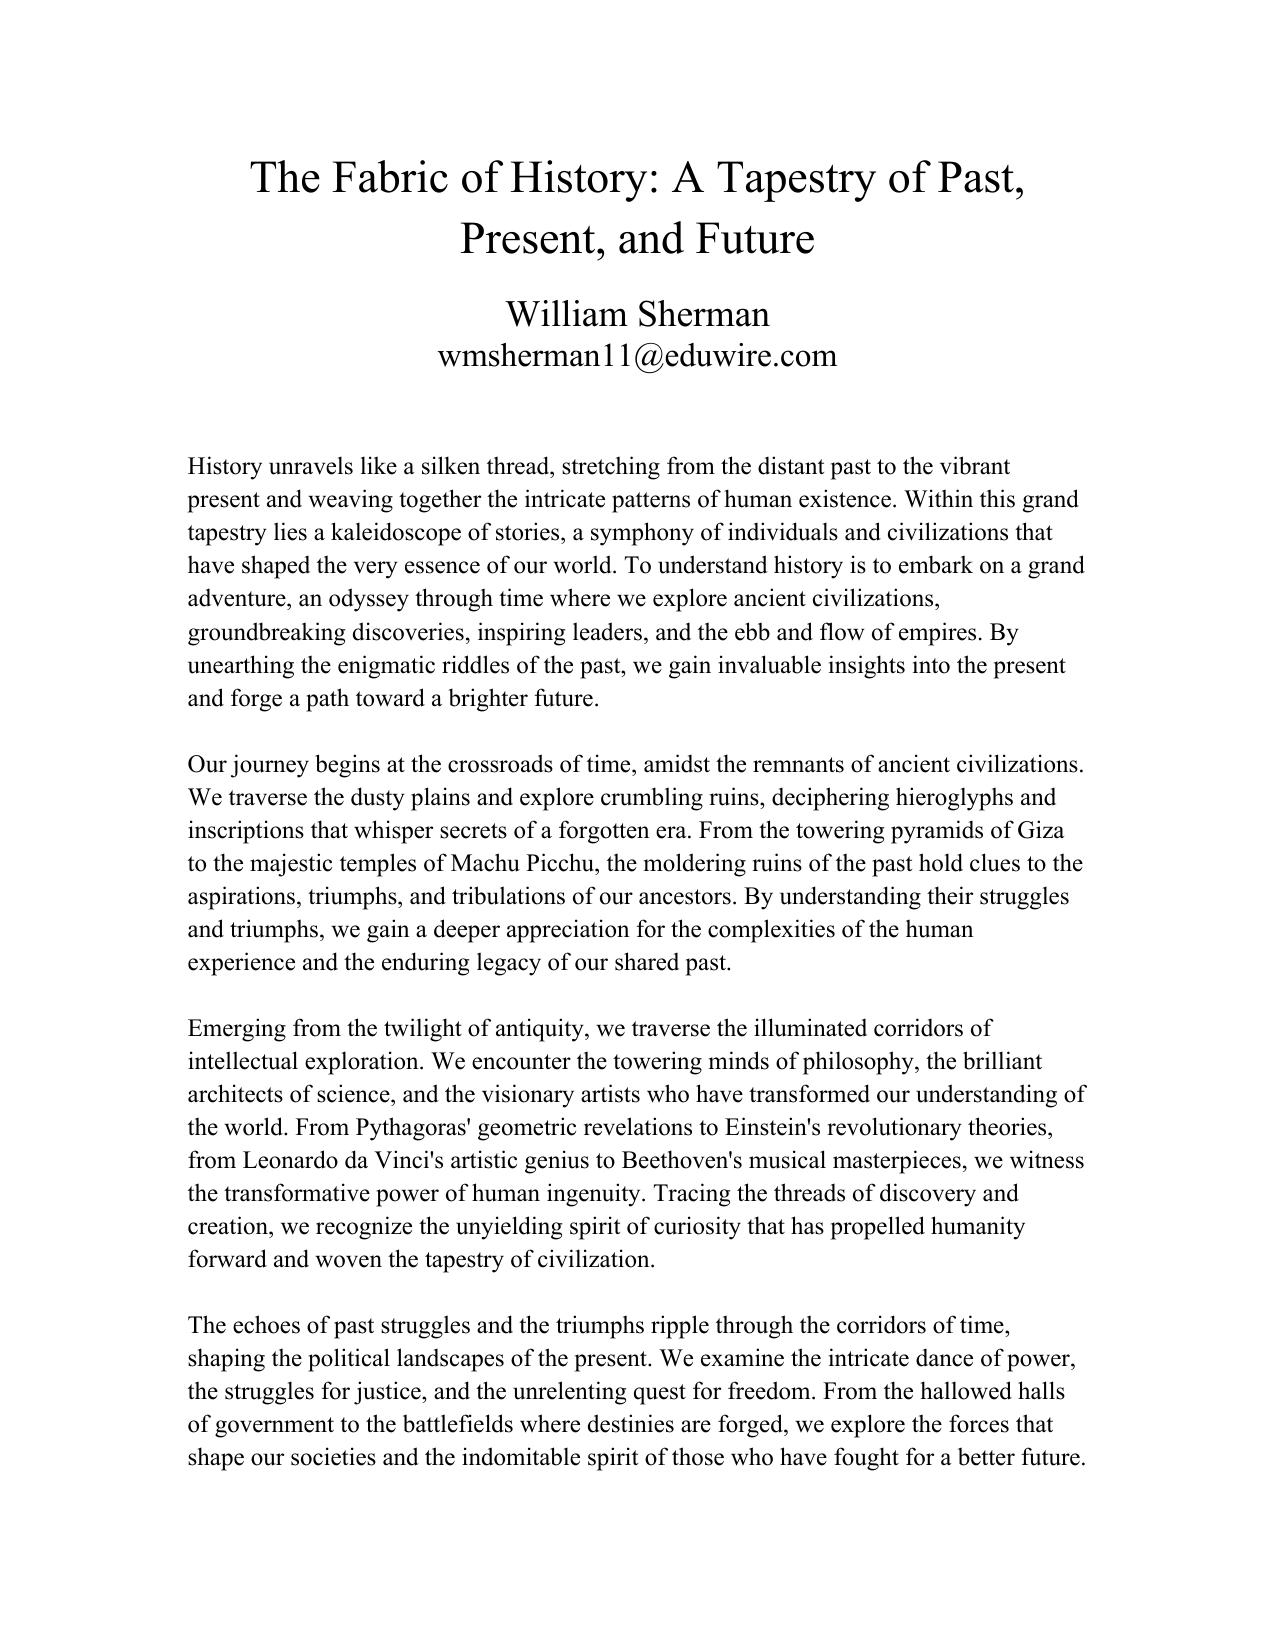 The Fabric of History: A Tapestry of Past,
Present, and Future
William Sherman
wmsherman11@eduwire.com
History unravels like a silken thread, stretching from the distant past to the vibrant
present and weaving together the intricate patterns of human existence. Within this grand
tapestry lies a kaleidoscope of stories, a symphony of individuals and civilizations that
have shaped the very essence of our world. To understand history is to embark on a grand
adventure, an odyssey through time where we explore ancient civilizations,
groundbreaking discoveries, inspiring leaders, and the ebb and flow of empires. By
unearthing the enigmatic riddles of the past, we gain invaluable insights into the present
and forge a path toward a brighter future.
Our journey begins at the crossroads of time, amidst the remnants of ancient civilizations.
We traverse the dusty plains and explore crumbling ruins, deciphering hieroglyphs and
inscriptions that whisper secrets of a forgotten era. From the towering pyramids of Giza
to the majestic temples of Machu Picchu, the moldering ruins of the past hold clues to the
aspirations, triumphs, and tribulations of our ancestors. By understanding their struggles
and triumphs, we gain a deeper appreciation for the complexities of the human
experience and the enduring legacy of our shared past.
Emerging from the twilight of antiquity, we traverse the illuminated corridors of
intellectual exploration. We encounter the towering minds of philosophy, the brilliant
architects of science, and the visionary artists who have transformed our understanding of
the world. From Pythagoras' geometric revelations to Einstein's revolutionary theories,
from Leonardo da Vinci's artistic genius to Beethoven's musical masterpieces, we witness
the transformative power of human ingenuity. Tracing the threads of discovery and
creation, we recognize the unyielding spirit of curiosity that has propelled humanity
forward and woven the tapestry of civilization.
The echoes of past struggles and the triumphs ripple through the corridors of time,
shaping the political landscapes of the present. We examine the intricate dance of power,
the struggles for justice, and the unrelenting quest for freedom. From the hallowed halls
of government to the battlefields where destinies are forged, we explore the forces that
shape our societies and the indomitable spirit of those who have fought for a better future.